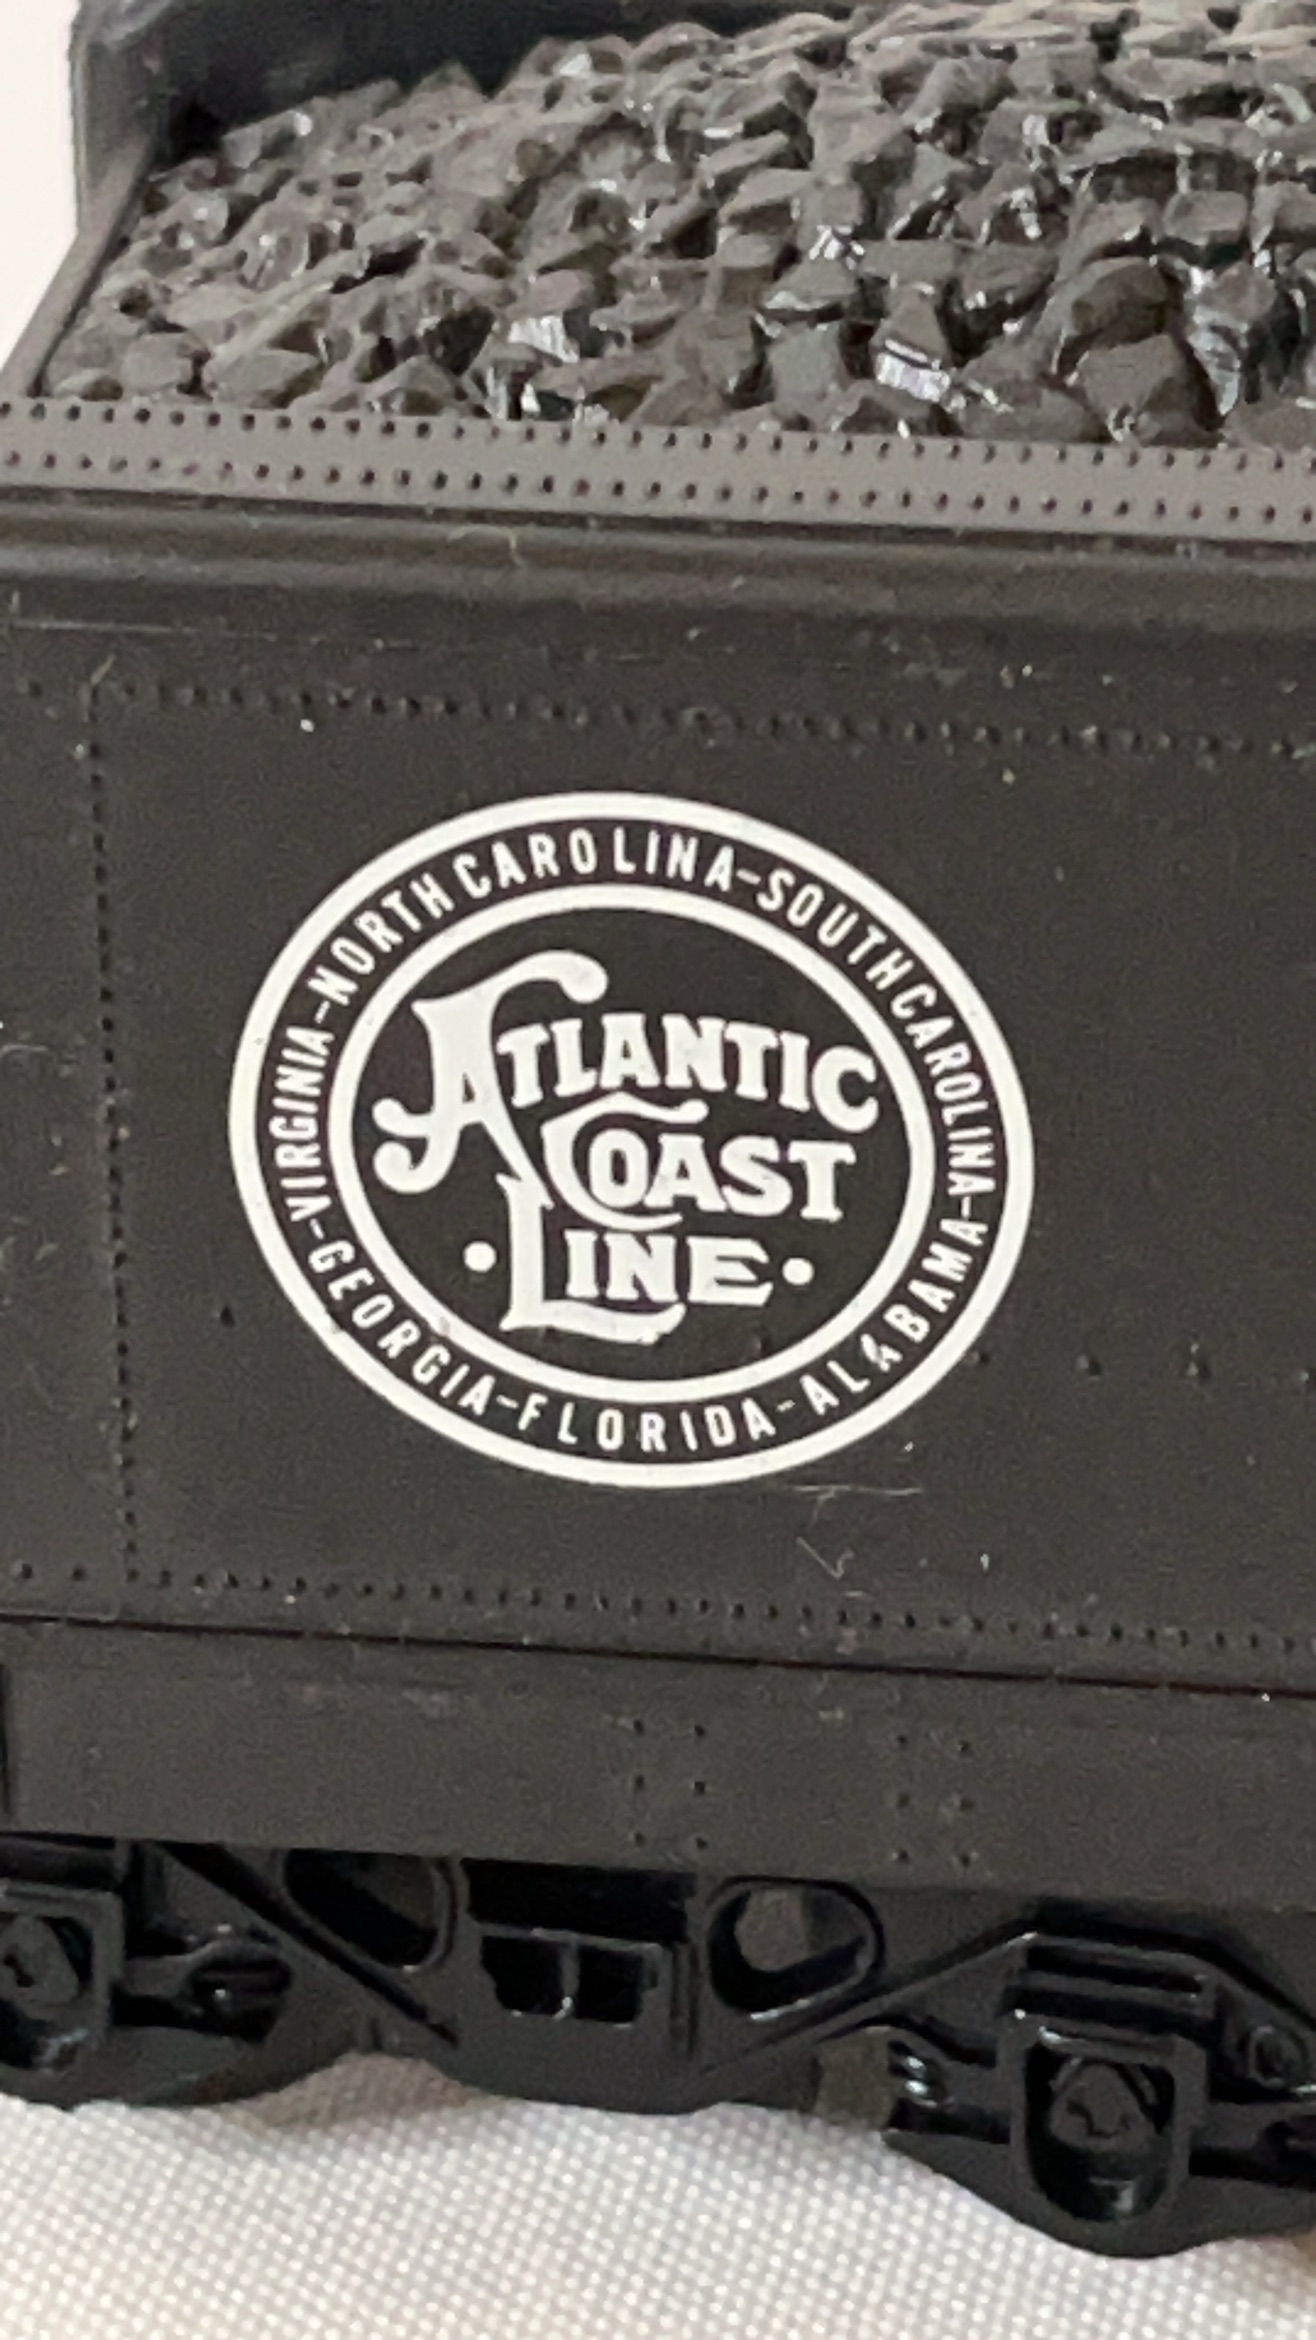 VIRGINIA-NORTH CAROLINA-SOUTH CAROLINA-ALABAMA-FLORIDA-GEORGIA-
ATLANTIC
COAST
LINE